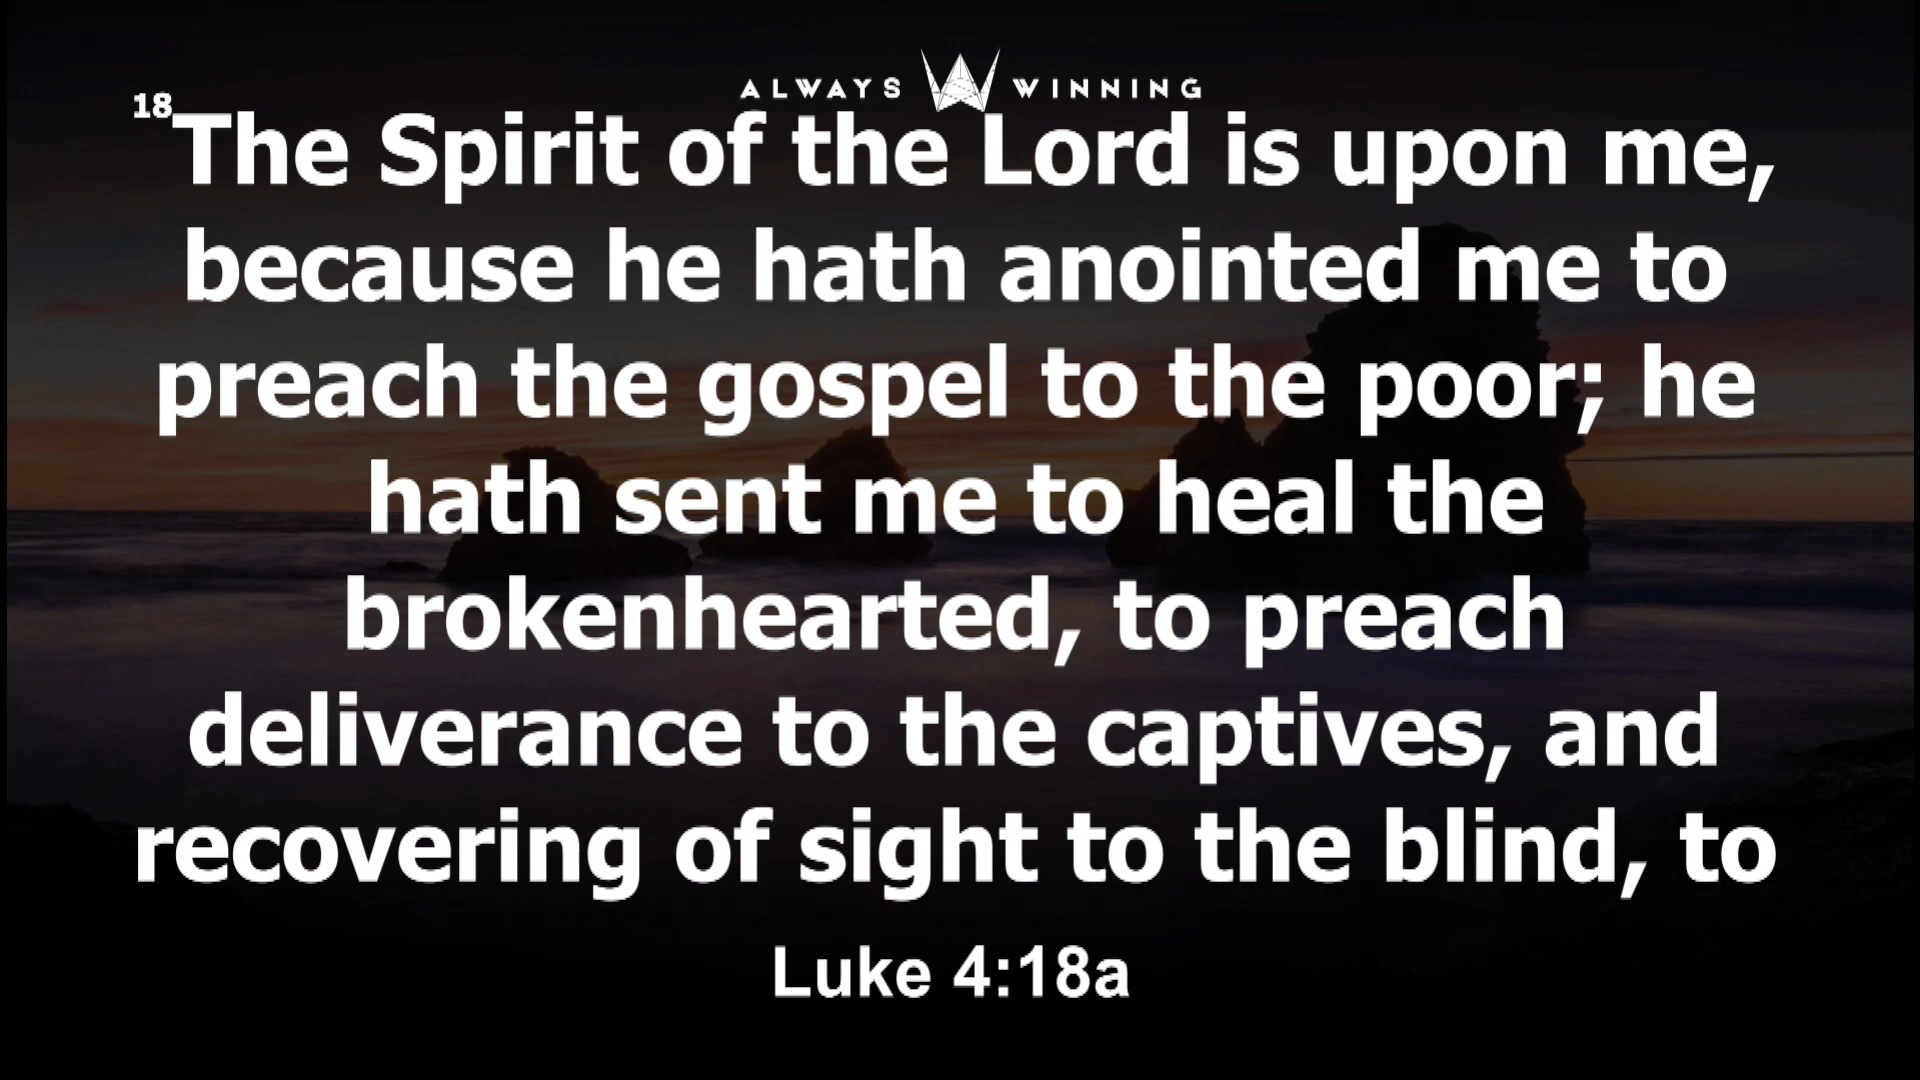 ALWAYS WINNING
18 The Spirit of the Lord is upon me,
because he hath anointed me to
preach the gospel to the poor; he
hath sent me to heal the
brokenhearted, to preach
deliverance to the captives, and
recovering of sight to the blind, to
Luke 4:18a